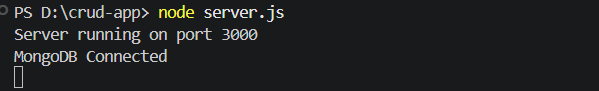 PS D:\crud-app> node server.js
Server running on port 3000
MongoDB Connected